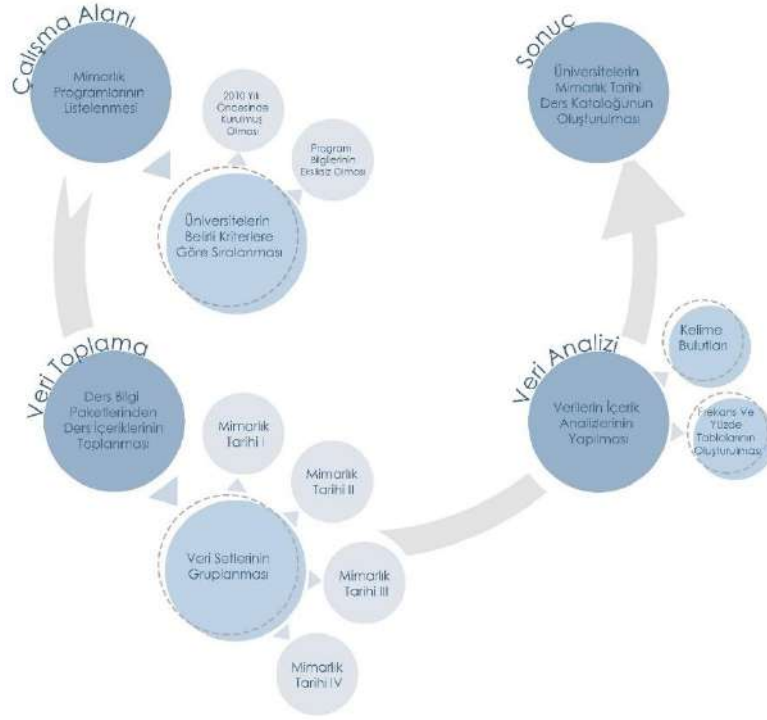 Çalışma Alanı
Mimarlık
Programlarının
Listelenmesi
2010 Yılı
Öncesinde
Kurulmuş
Olması
Program
Bilgilerinin
Eksiksiz Olması
Üniversitelerin
Belirli Kriterlere
Göre Sıralanması
Veri Toplama
Ders Bilgi
Paketlerinden
Ders İçeriklerinin
Toplanması
Mimarlık
Tarihi I
Mimarlık
Tarihi II
Veri Setlerinin
Gruplanması
Mimarlık
Tarihi III
Mimarlık
Tarihi IV
Veri Analizi
Verilerin İçerik
Analizlerinin
Yapılması
Kelime
Bulutları
Frekans Ve
Yüzde
Tablolarının
Oluşturulması
Sonuç
Üniversitelerin
Mimarlık Tarihi
Ders Kataloğunun
Oluşturulması